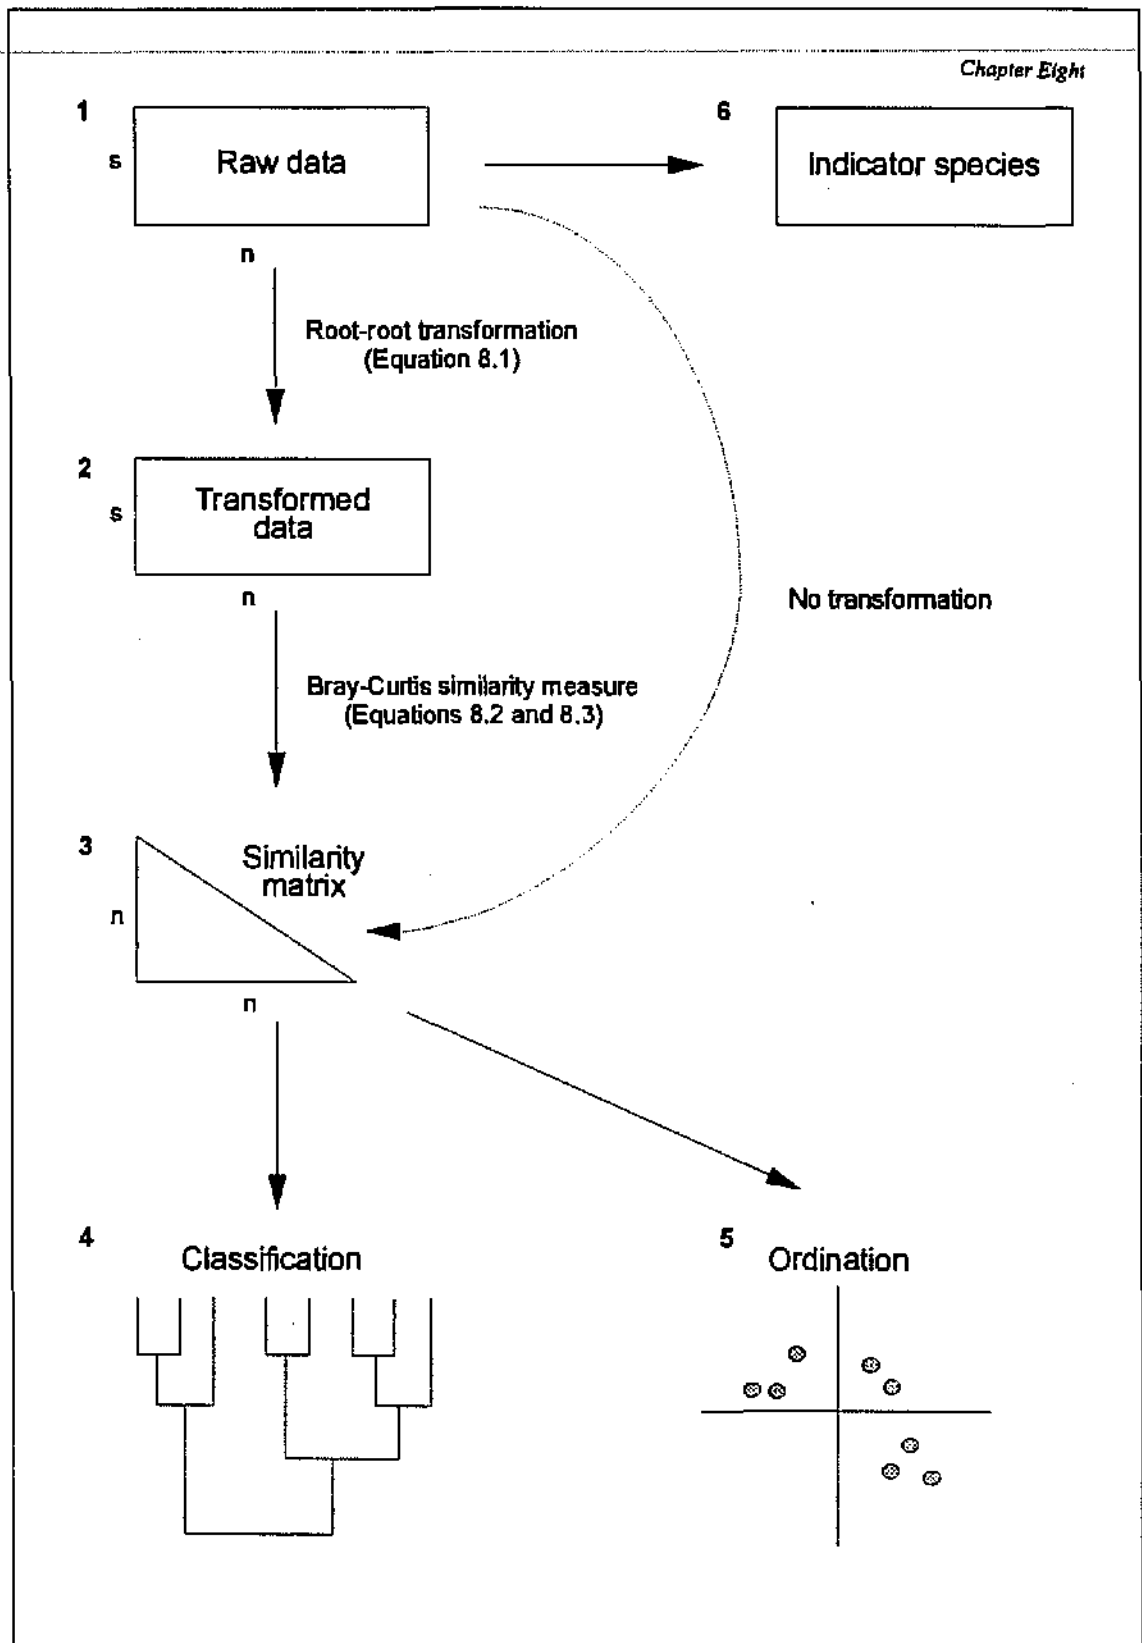 Chapter Eight
1
6
s
Raw data
Indicator species
n
Root-root transformation
(Equation 8.1)
2
s
Transformed
data
n
No transformation
Bray-Curtis similarity measure
(Equations 8.2 and 8.3)
3
Similarity
matrix
n
n
4
Classification
5
Ordination